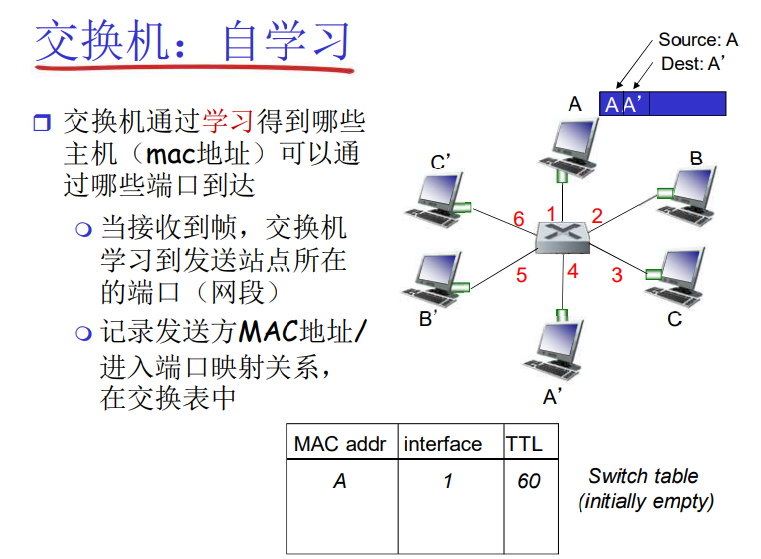 交换机：自学习
交换机通过学习得到哪些
主机（mac地址）可以通
过哪些端口到达
当接收到帧，交换机
学习到发送站点所在
的端口（网段）
记录发送方MAC地址/
进入端口映射关系，
在交换表中
Source: A
Dest: A’
A A’
A
B
C
A’
B’
C’
1
2
3
4
5
6
MAC addr interface TTL
A 1 60
Switch table
(initially empty)